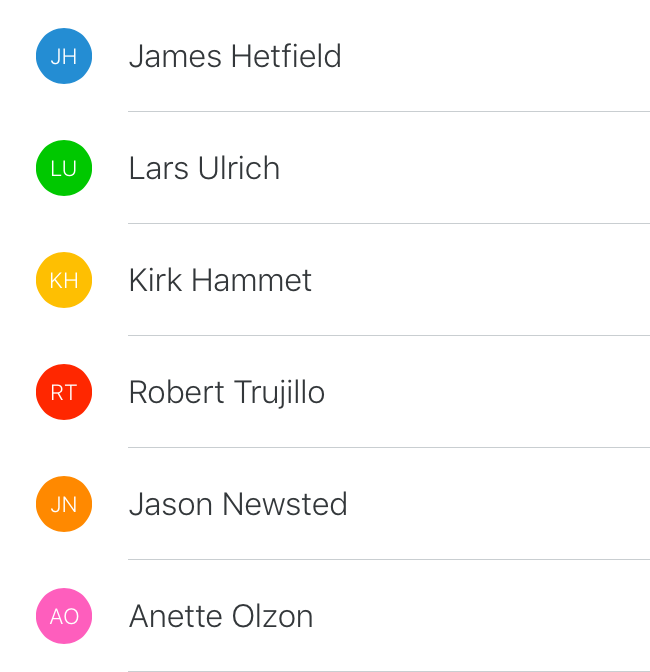 JH James Hetfield
LU Lars Ulrich
KH Kirk Hammet
RT Robert Trujillo
JN Jason Newsted
AO Anette Olzon